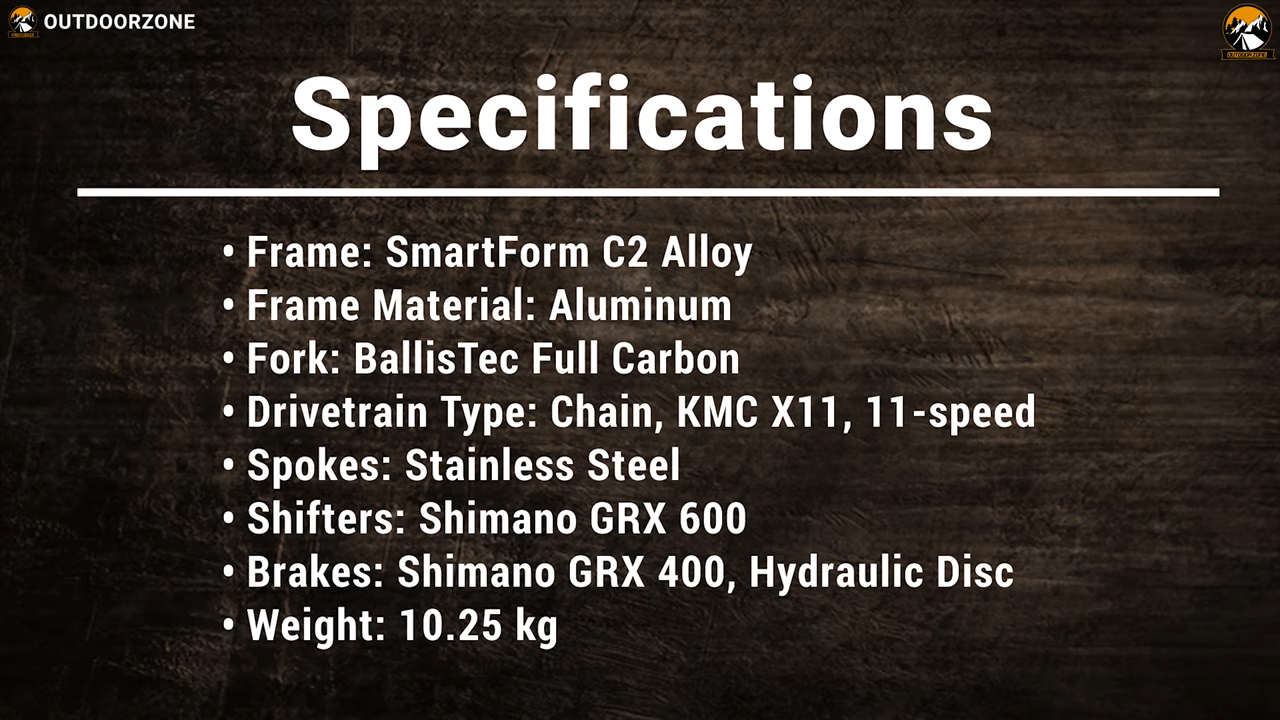 OUTDOORZONE
OUTDOORZONE
Specifications
• Frame: SmartForm C2 Alloy
• Frame Material: Aluminum
• Fork: BallisTec Full Carbon
• Drivetrain Type: Chain, KMC X11, 11-speed
• Spokes: Stainless Steel
• Shifters: Shimano GRX 600
• Brakes: Shimano GRX 400, Hydraulic Disc
• Weight: 10.25 kg